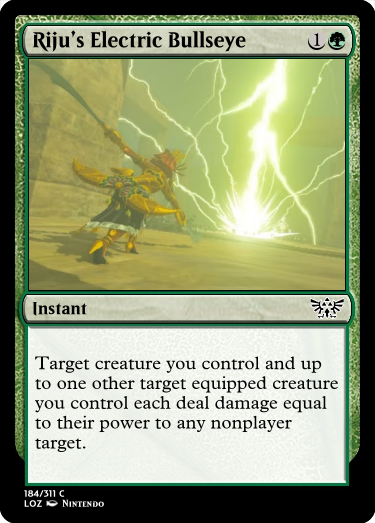 Riju's Electric Bullseye 1
Instant
Target creature you control and up
to one other target equipped creature
you control each deal damage equal
to their power to any nonplayer
target.
184/311 C
LOZ Nintendo